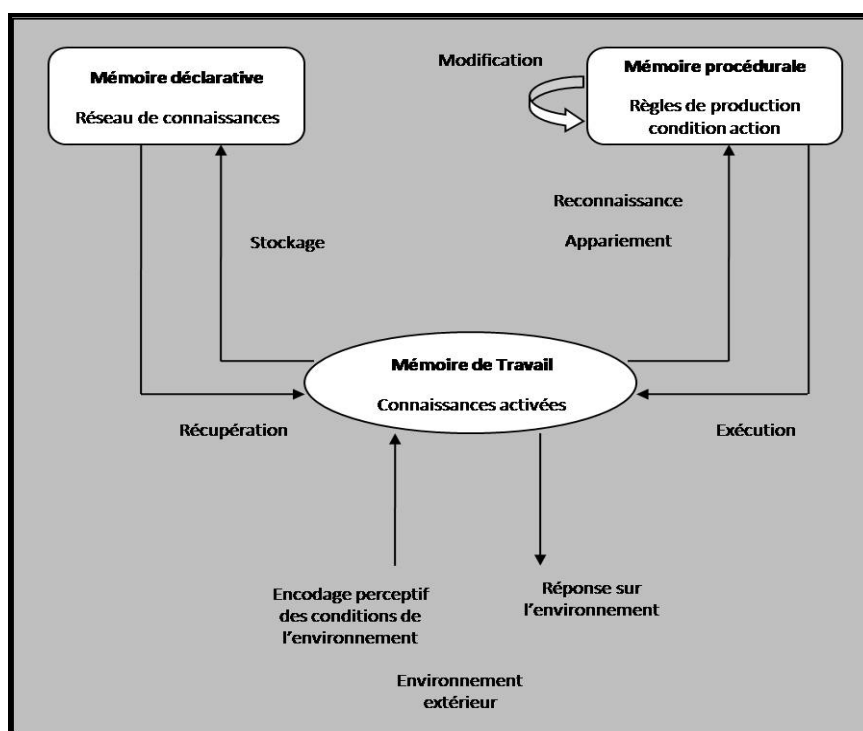 Mémoire déclarative
Réseau de connaissances
Modification
Mémoire procédurale
Règles de production
condition action
Stockage
Reconnaissance
Appariement
Mémoire de Travail
Connaissances activées
Récupération
Exécution
Encodage perceptif
des conditions de
l'environnement
Réponse sur
l'environnement
Environnement
extérieur